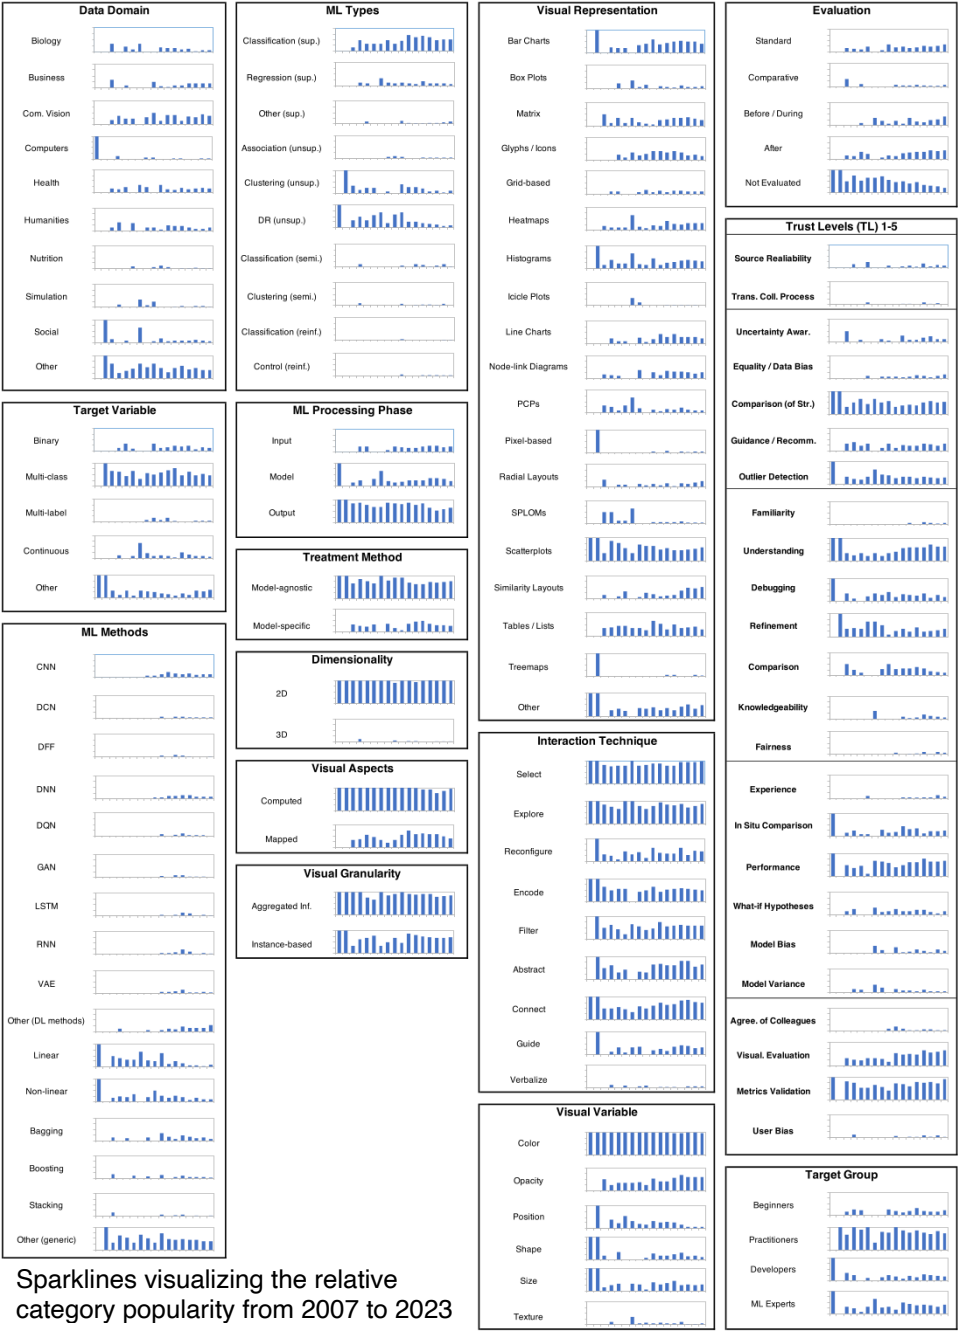 Data Domain
Biology
Business
Com. Vision
Computers
Health
Humanities
Nutrition
Simulation
Social
Other
Target Variable
Binary
Multi-class
Multi-label
Continuous
Other
ML Methods
CNN
DCN
DFF
DNN
DQN
GAN
LSTM
RNN
VAE
Other (DL methods)
Linear
Non-linear
Bagging
Boosting
Stacking
Other (generic)
ML Types
Classification (sup.)
Regression (sup.)
Other (sup.)
Association (unsup.)
Clustering (unsup.)
DR (unsup.)
Classification (semi.)
Clustering (semi.)
Classification (reinf.)
Control (reinf.)
ML Processing Phase
Input
Model
Output
Treatment Method
Model-agnostic
Model-specific
Dimensionality
2D
3D
Visual Aspects
Computed
Mapped
Visual Granularity
Aggregated Inf.
Instance-based
Visual Representation
Bar Charts
Box Plots
Matrix
Glyphs / Icons
Grid-based
Heatmaps
Histograms
Icicle Plots
Line Charts
Node-link Diagrams
PCPs
Pixel-based
Radial Layouts
SPLOMs
Scatterplots
Similarity Layouts
Tables / Lists
Treemaps
Other
Interaction Technique
Select
Explore
Reconfigure
Encode
Filter
Abstract
Connect
Guide
Verbalize
Visual Variable
Color
Opacity
Position
Shape
Size
Texture
Evaluation
Standard
Comparative
Before / During
After
Not Evaluated
Trust Levels (TL) 1-5
Source Realiability
Trans. Coll. Process
Uncertainty Awar.
Equality / Data Bias
Comparison (of Str.)
Guidance / Recomm.
Outlier Detection
Familiarity
Understanding
Debugging
Refinement
Comparison
Knowledgeability
Fairness
Experience
In Situ Comparison
Performance
What-if Hypotheses
Model Bias
Model Variance
Agree. of Colleagues
Visual. Evaluation
Metrics Validation
User Bias
Target Group
Beginners
Practitioners
Developers
ML Experts
Sparklines visualizing the relative
category popularity from 2007 to 2023